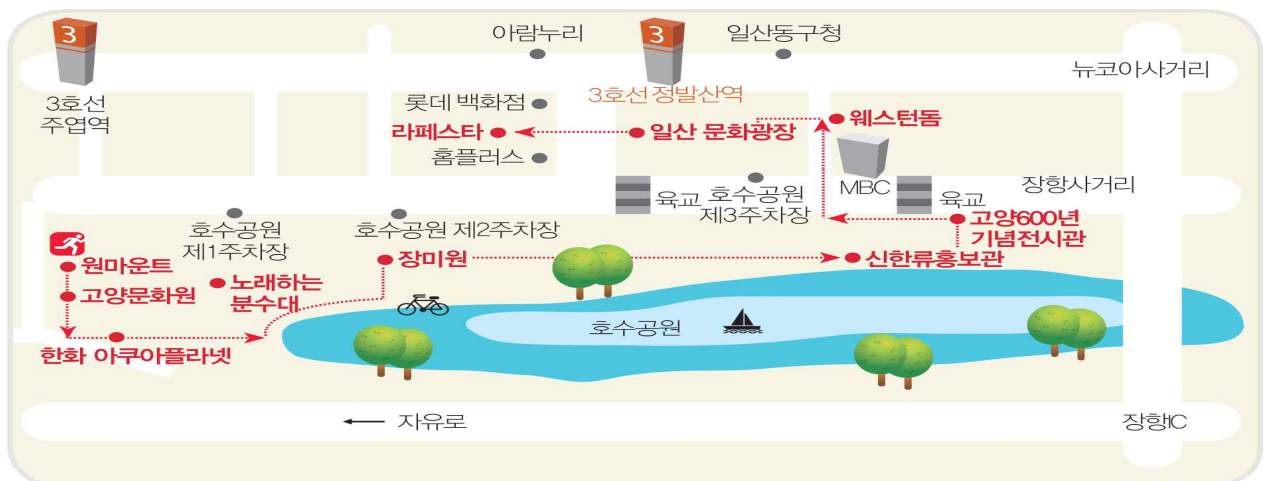 3
3
아람누리
일산동구청
뉴코아사거리
3호선
주엽역
롯데 백화점
3호선 정발산역
라페스타
일산 문화광장
웨스턴돔
홈플러스
MBC
육교
호수공원
제3주차장
육교
장항사거리
호수공원
제1주차장
호수공원 제2주차장
고양600년
기념전시관
원마운트
노래하는
분수대
장미원
신한류홍보관
고양문화원
한화 아쿠아플라넷
호수공원
자유로
장항IC